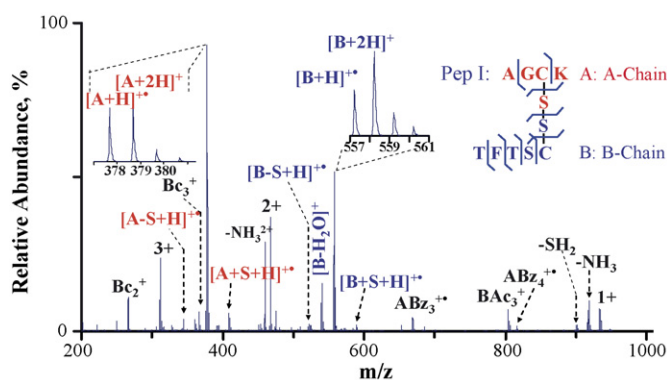 100
[A+2H]⁺
[A+H]⁺•
378 379 380
[B+2H]⁺
[B+H]⁺•
557 559 561
Pep I: A G C K A: A-Chain
S
S
T F T S C B: B-Chain
Relative Abundance, %
50
0
Bc₂⁺
3+
[A-S+H]⁺•
Bc₃⁺
[A+S+H]⁺•
-NH₃²⁺
2+
[B-S+H]⁺•
[B-H₂O]⁺
[B+S+H]⁺•
ABz₃⁺•
BAc₃⁺
ABz₄⁺•
-SH₂
-NH₃
1+
200 400 600 800 1000
m/z